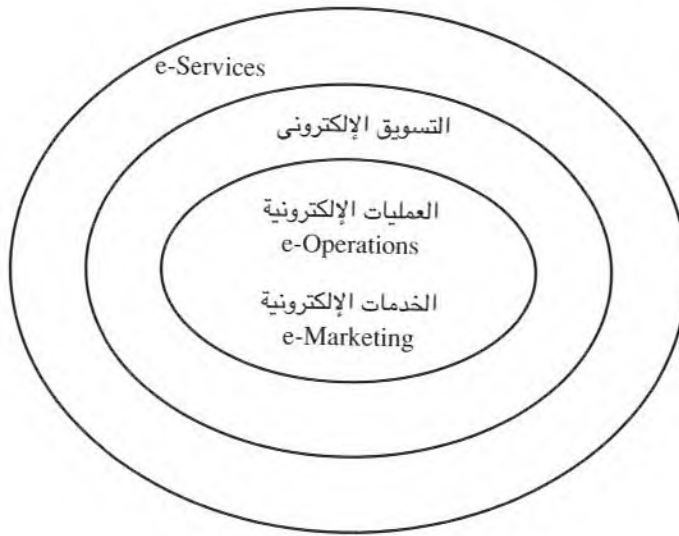 e-Services
التسويق الإلكترونى
العمليات الإلكترونية
e-Operations
الخدمات الإلكترونية
e-Marketing